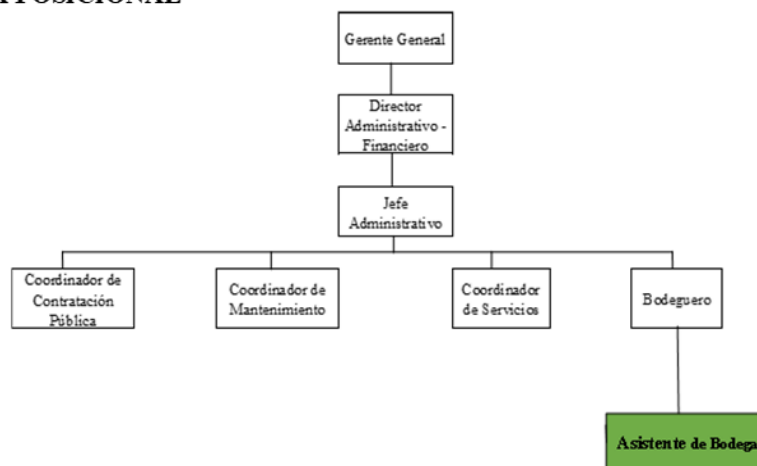 POSICIONAL
Gerente General
Director
Administrativo -
Financiero
Jefe
Administrativo
Coordinador de
Contratación
Pública
Coordinador de
Mantenimiento
Coordinador
de Servicios
Bodeguero
Asistente de Bodega